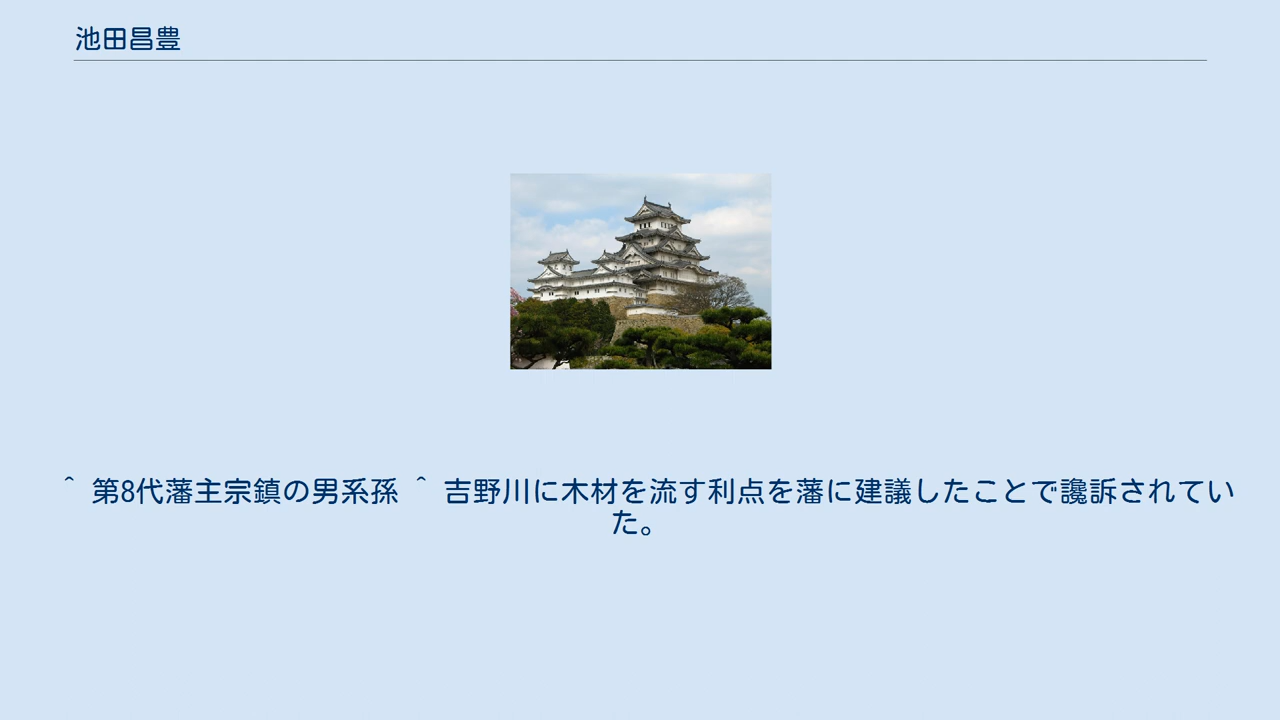 池田昌豊
＾ 第8代藩主宗鎮の男系孫 ＾ 吉野川に木材を流す利点を藩に建議したことで讒訴されてい
た。